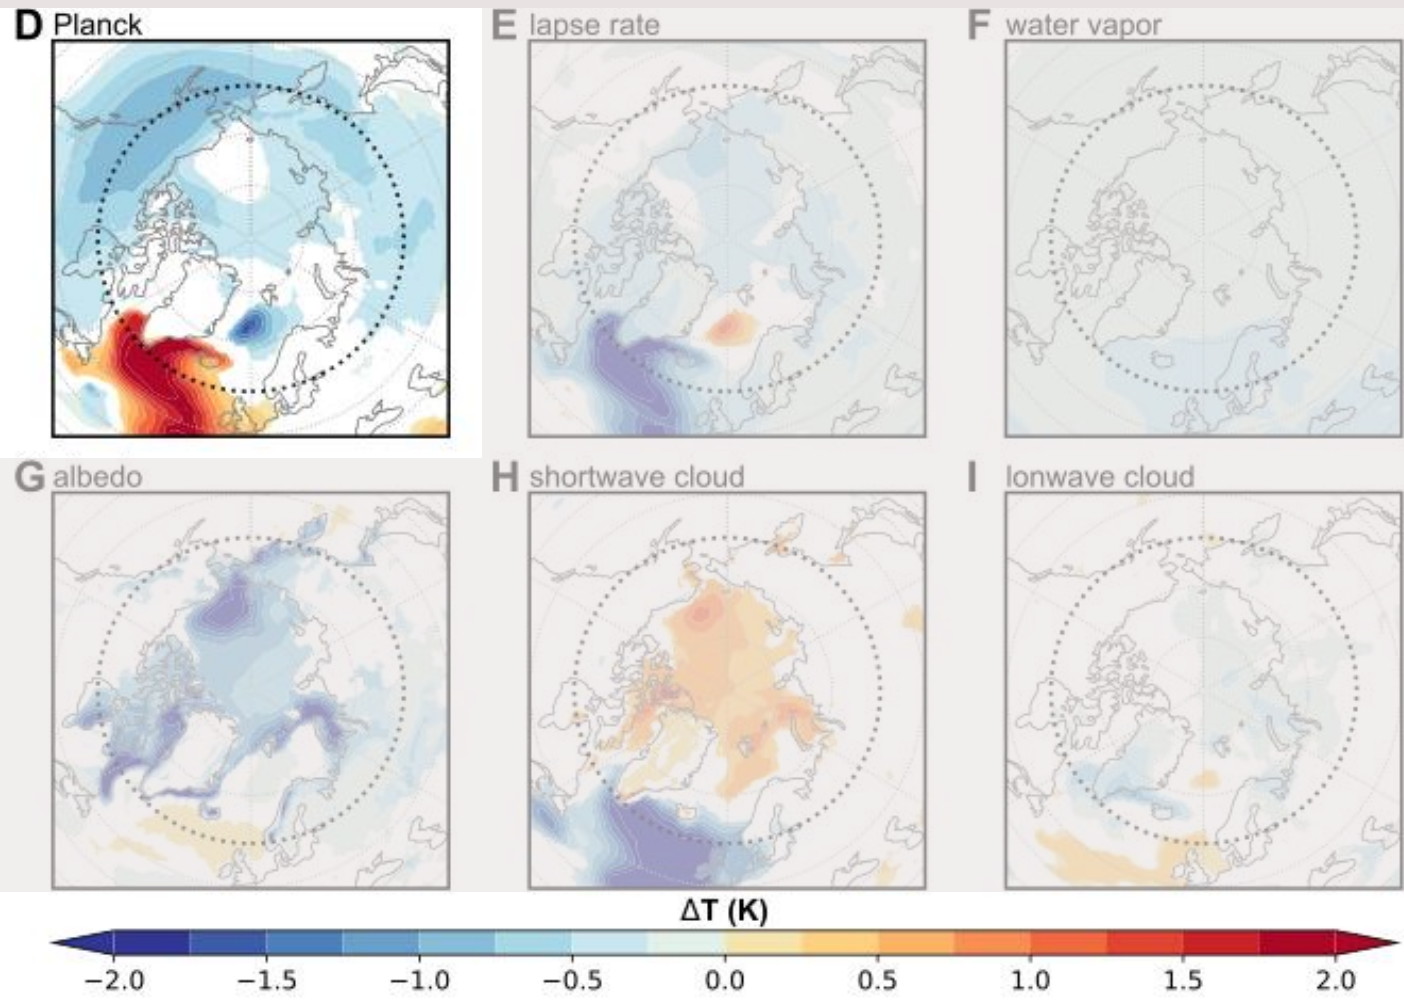 D Planck
E lapse rate
F water vapor
G albedo
H shortwave cloud
I lonwave cloud
ΔT (K)
−2.0 −1.5 −1.0 −0.5 0.0 0.5 1.0 1.5 2.0